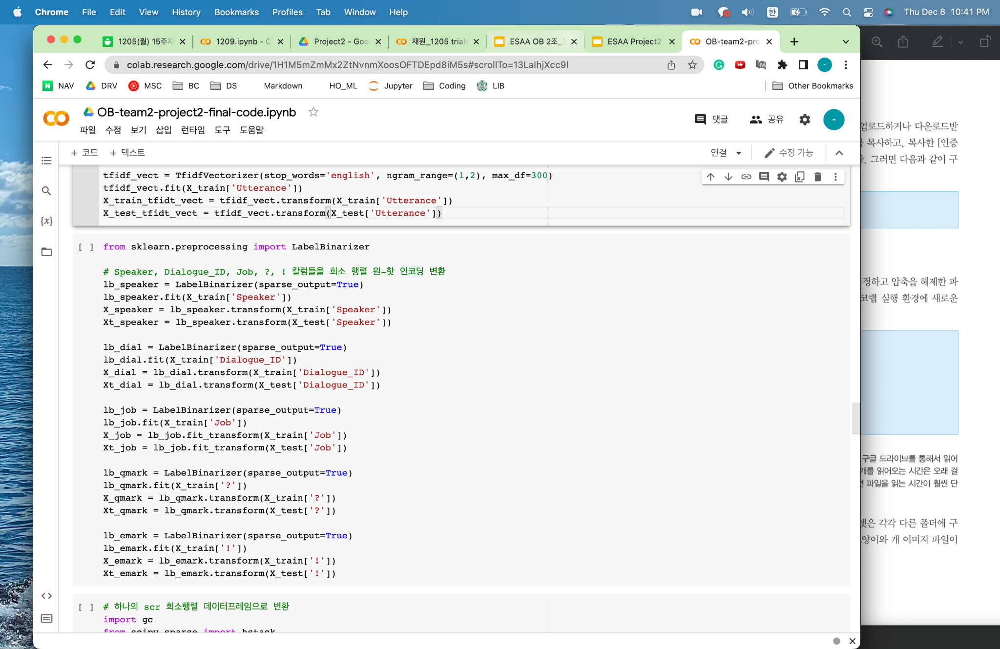 Chrome File Edit View History Bookmarks Profiles Tab Window Help
한 Thu Dec 8 10:41 PM
1205(월) 15주차 1209.ipynb - C Project2 - Goo 재원_1205 trials ESAA OB 2조_1 ESAA Project2 OB-team2-pro
colab.research.google.com/drive/1H1M5mZmMx2ZtNvnmXoosOFTDEpd8iM5s#scrollTo=13LaIhjXcc9I
N NAV DRV MSC BC DS Markdown HO_ML Jupyter Coding LIB Other Bookmarks
OB-team2-project2-final-code.ipynb
댓글 공유
파일 수정 보기 삽입 런타임 도구 도움말
+ 코드 + 텍스트 연결 수정 가능
tfidf_vect = TfidfVectorizer(stop_words='english', ngram_range=(1,2), max_df=300)
tfidf_vect.fit(X_train['Utterance'])
X_train_tfidt_vect = tfidf_vect.transform(X_train['Utterance'])
X_test_tfidt_vect = tfidf_vect.transform(X_test['Utterance'])
[ ] from sklearn.preprocessing import LabelBinarizer
# Speaker, Dialogue_ID, Job, ?, ! 칼럼들을 희소 행렬 원-핫 인코딩 변환
lb_speaker = LabelBinarizer(sparse_output=True)
lb_speaker.fit(X_train['Speaker'])
X_speaker = lb_speaker.transform(X_train['Speaker'])
Xt_speaker = lb_speaker.transform(X_test['Speaker'])
lb_dial = LabelBinarizer(sparse_output=True)
lb_dial.fit(X_train['Dialogue_ID'])
X_dial = lb_dial.transform(X_train['Dialogue_ID'])
Xt_dial = lb_dial.transform(X_test['Dialogue_ID'])
lb_job = LabelBinarizer(sparse_output=True)
lb_job.fit(X_train['Job'])
X_job = lb_job.fit_transform(X_train['Job'])
Xt_job = lb_job.fit_transform(X_test['Job'])
lb_qmark = LabelBinarizer(sparse_output=True)
lb_qmark.fit(X_train['?'])
X_qmark = lb_qmark.transform(X_train['?'])
Xt_qmark = lb_qmark.transform(X_test['?'])
lb_emark = LabelBinarizer(sparse_output=True)
lb_emark.fit(X_train['!'])
X_emark = lb_emark.transform(X_train['!'])
Xt_emark = lb_emark.transform(X_test['!'])
[ ] # 하나의 scr 희소행렬 데이터프레임으로 변환
import gc
from scipy.sparse import hstack
업로드하거나 다운로드받
복사하고, 복사한 [인증
그러면 다음과 같이 구
정하고 압축을 해제한 파
코랩 실행 환경에 새로운
구글 드라이브를 통해서 읽어
개를 읽어오는 시간은 오래 걸
파일을 읽는 시간이 훨씬 단
셋은 각각 다른 폴더에 구
양이와 개 이미지 파일이